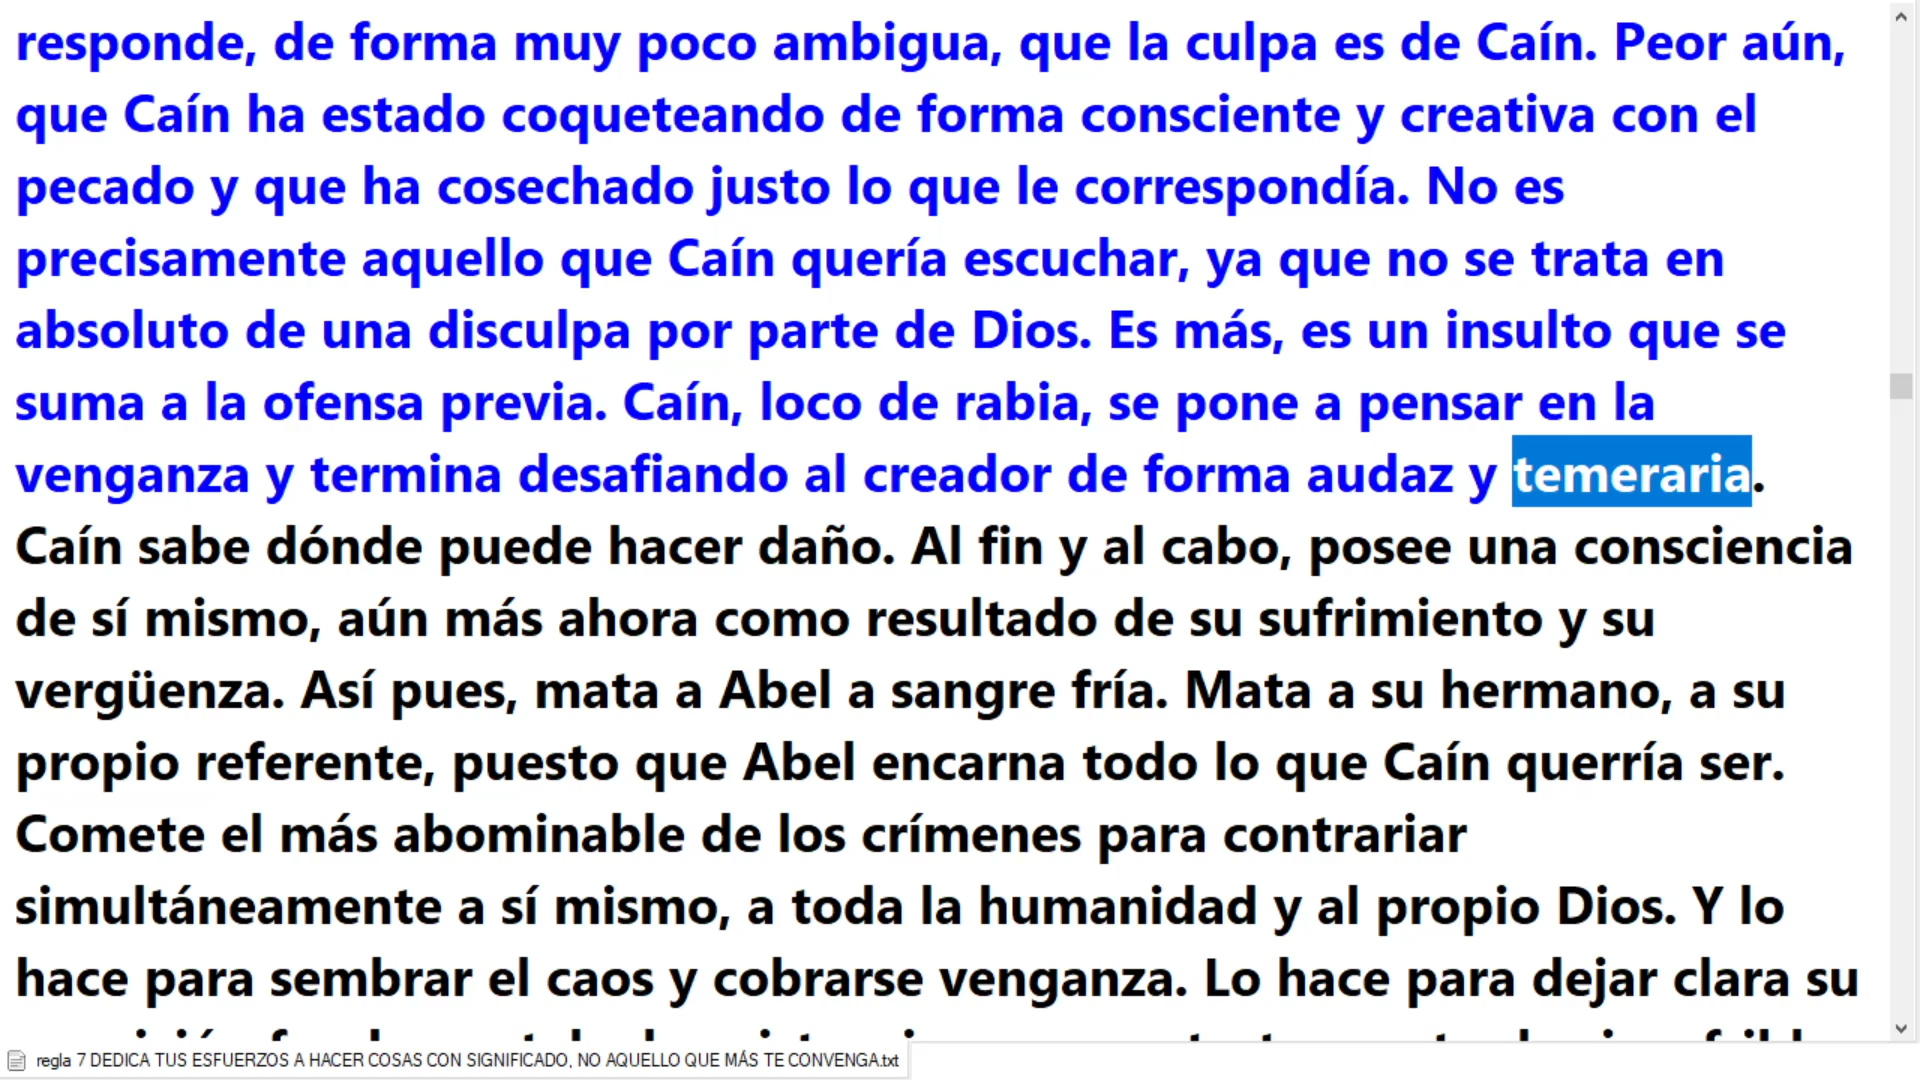 responde, de forma muy poco ambigua, que la culpa es de Caín. Peor aún,
que Caín ha estado coqueteando de forma consciente y creativa con el
pecado y que ha cosechado justo lo que le correspondía. No es
precisamente aquello que Caín quería escuchar, ya que no se trata en
absoluto de una disculpa por parte de Dios. Es más, es un insulto que se
suma a la ofensa previa. Caín, loco de rabia, se pone a pensar en la
venganza y termina desafiando al creador de forma audaz y temeraria.
Caín sabe dónde puede hacer daño. Al fin y al cabo, posee una consciencia
de sí mismo, aún más ahora como resultado de su sufrimiento y su
vergüenza. Así pues, mata a Abel a sangre fría. Mata a su hermano, a su
propio referente, puesto que Abel encarna todo lo que Caín querría ser.
Comete el más abominable de los crímenes para contrariar
simultáneamente a sí mismo, a toda la humanidad y al propio Dios. Y lo
hace para sembrar el caos y cobrarse venganza. Lo hace para dejar clara su
regla 7 DEDICA TUS ESFUERZOS A HACER COSAS CON SIGNIFICADO, NO AQUELLO QUE MÁS TE CONVENGA.txt